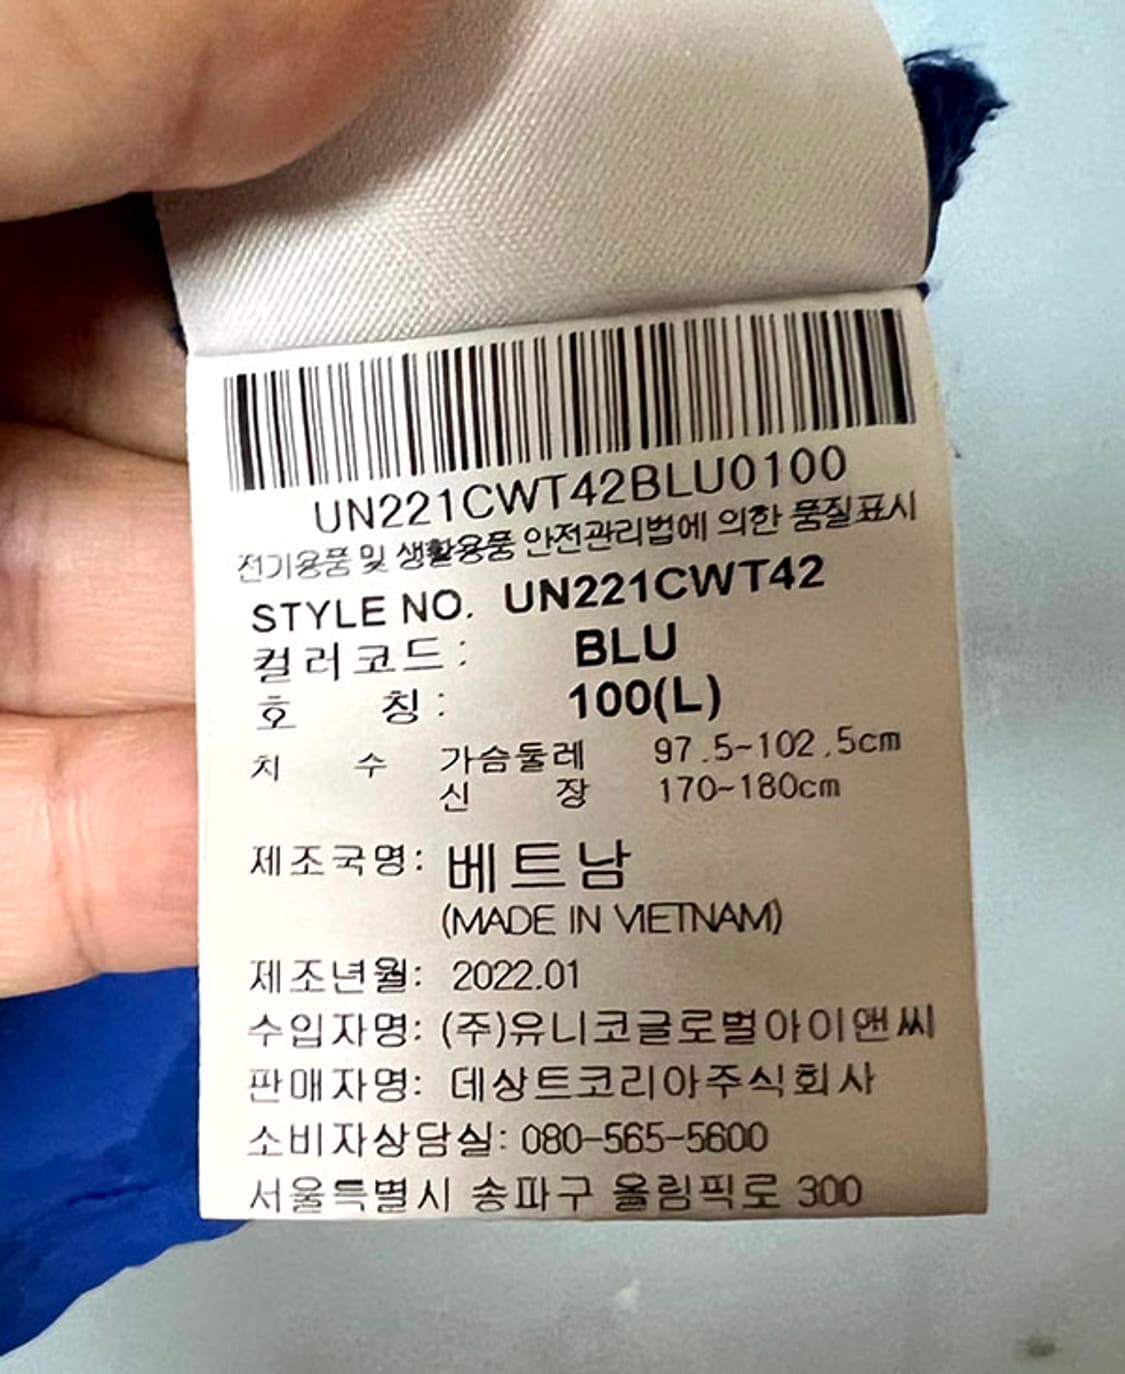 UN221CWT42BLU0100
전기용품 및 생활용품 안전관리법에 의한 품질표시
STYLE NO. UN221CWT42
컬러코드: BLU
호 칭: 100(L)
치 수 가슴둘레 97.5~102.5cm
신 장 170~180cm
제조국명: 베트남
(MADE IN VIETNAM)
제조년월: 2022.01
수입자명: (주)유니코글로벌아이앤씨
판매자명: 데상트코리아주식회사
소비자상담실: 080-565-5600
서울특별시 송파구 올림픽로 300